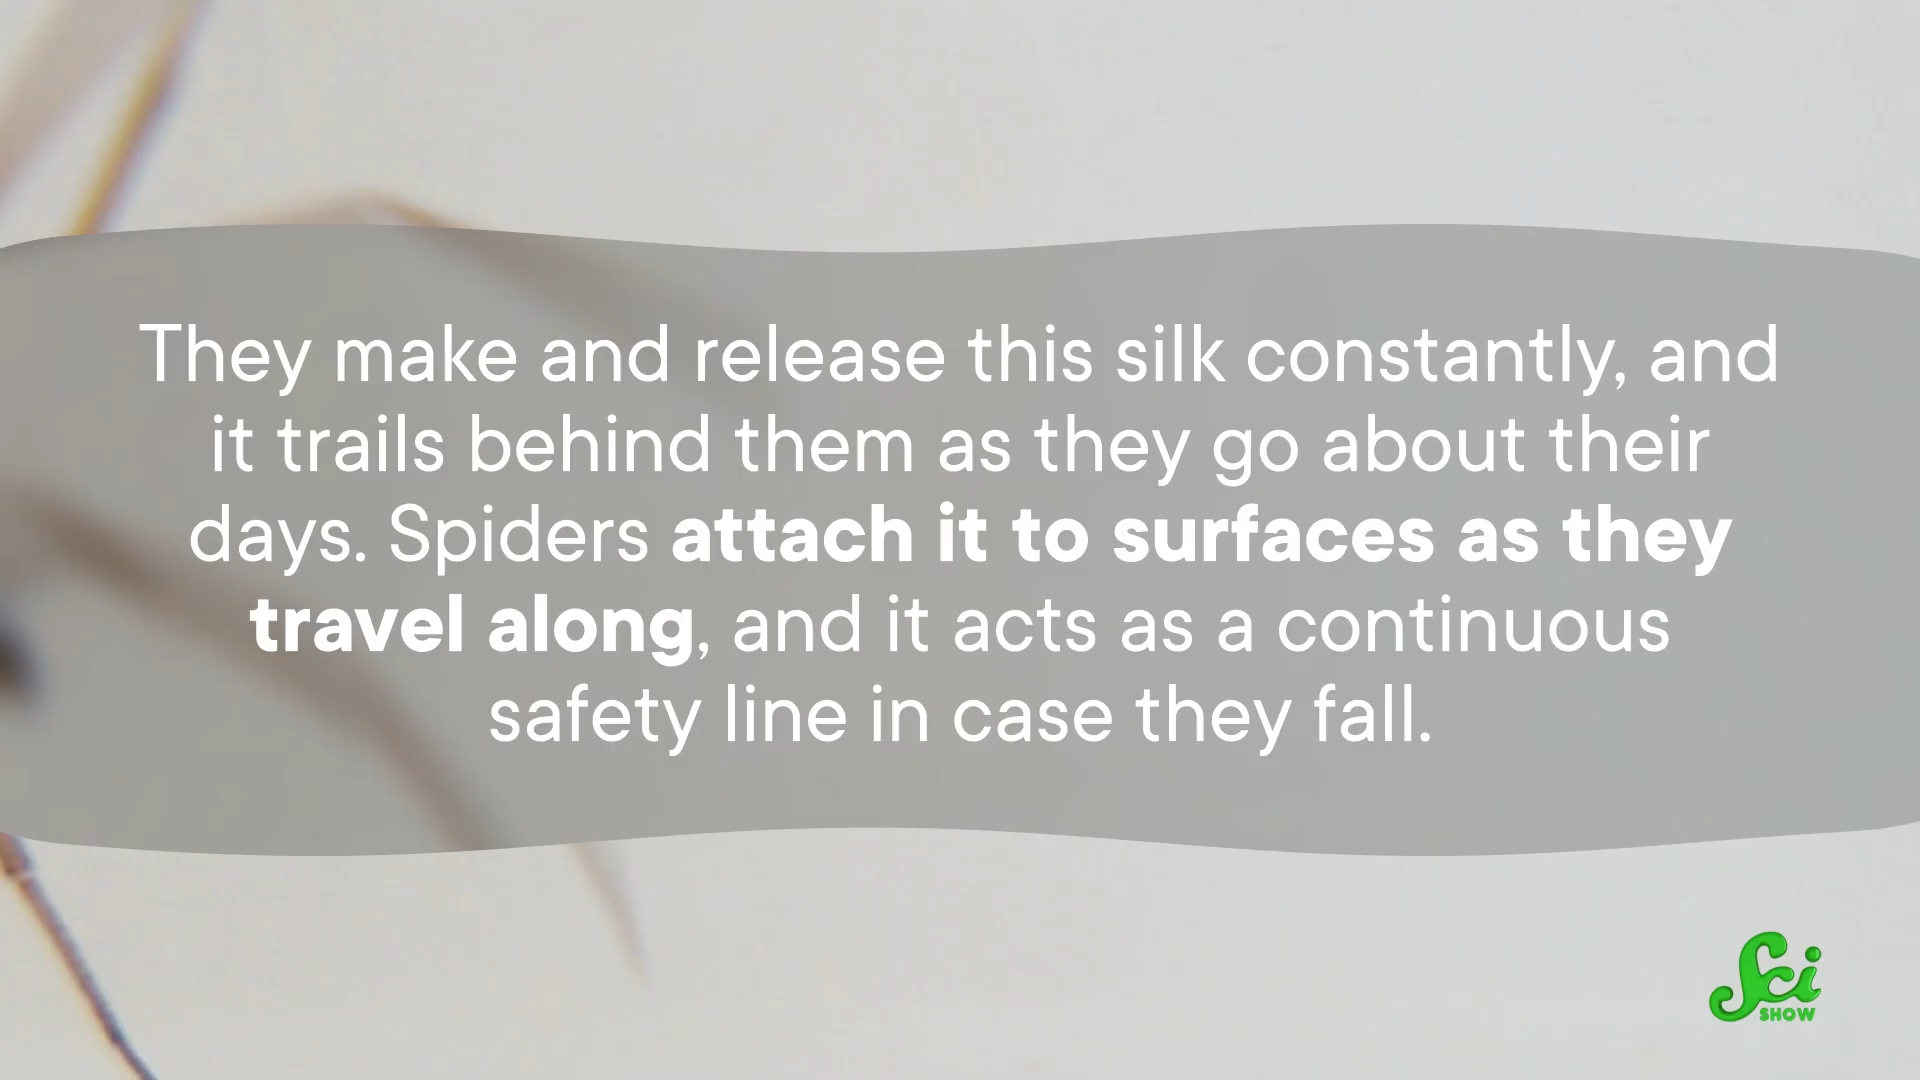 They make and release this silk constantly, and
it trails behind them as they go about their
days. Spiders attach it to surfaces as they
travel along, and it acts as a continuous
safety line in case they fall.
Sci
SHOW